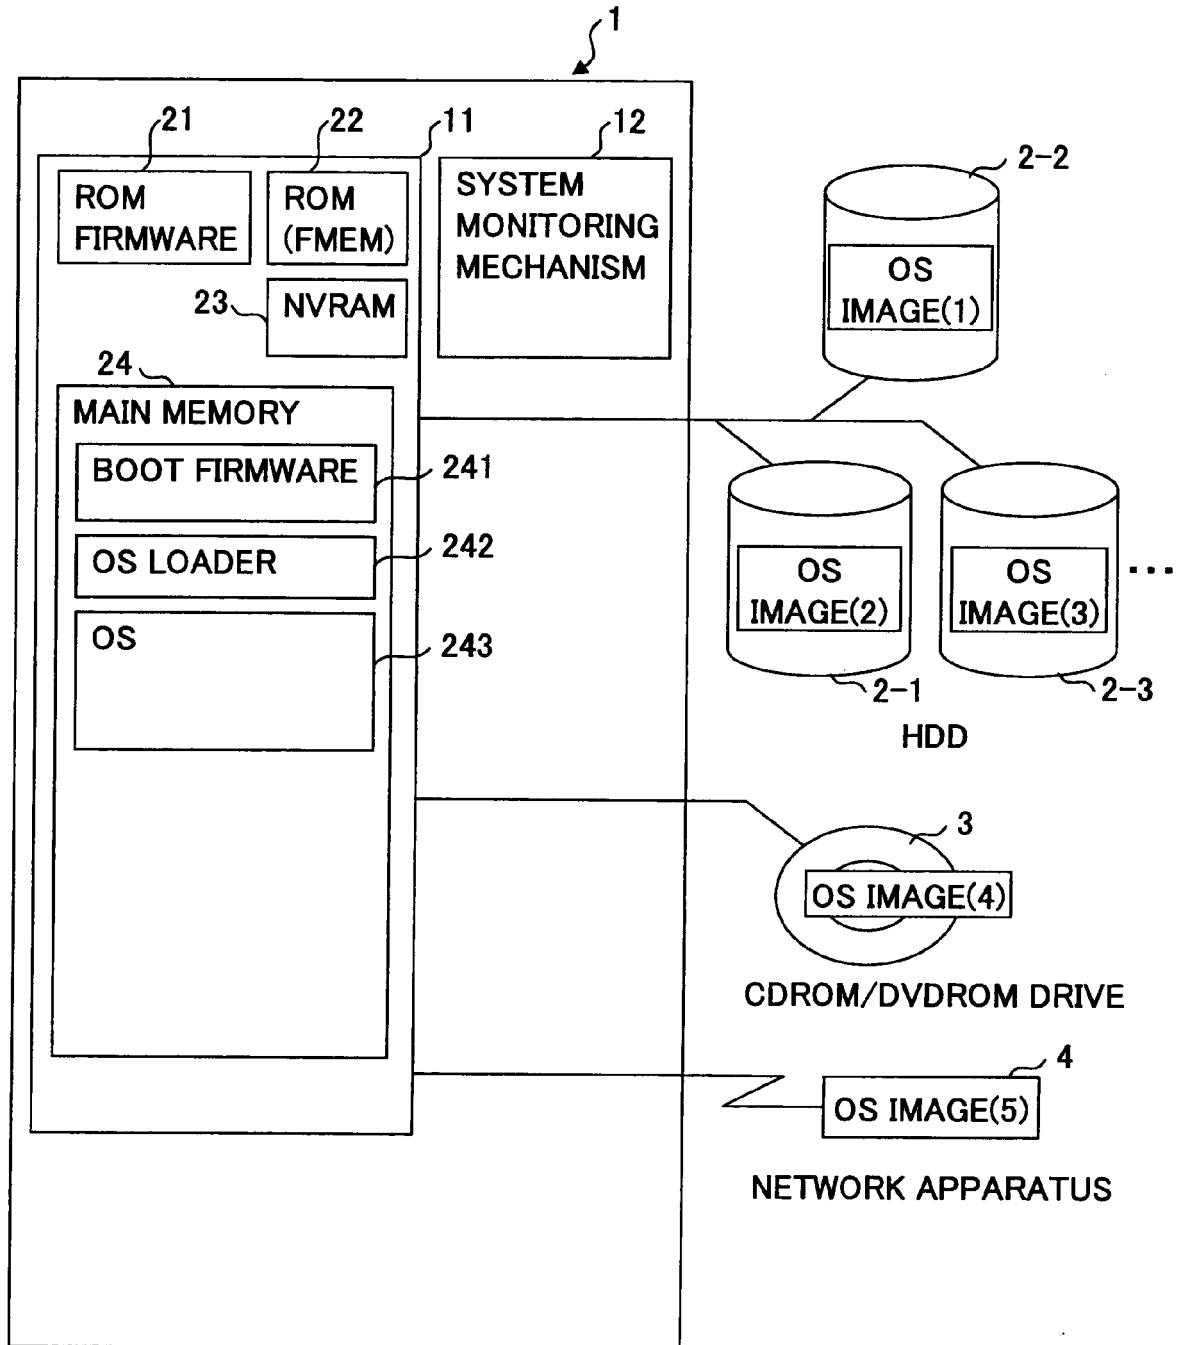 1
21
22
11
12
ROM
FIRMWARE
ROM
(FMEM)
SYSTEM
MONITORING
MECHANISM
23
NVRAM
2-2
OS
IMAGE(1)
24
MAIN MEMORY
BOOT FIRMWARE
241
OS LOADER
242
OS
243
OS
IMAGE(2)
OS
IMAGE(3)
...
2-1
2-3
HDD
3
OS IMAGE(4)
CDROM/DVDROM DRIVE
4
OS IMAGE(5)
NETWORK APPARATUS